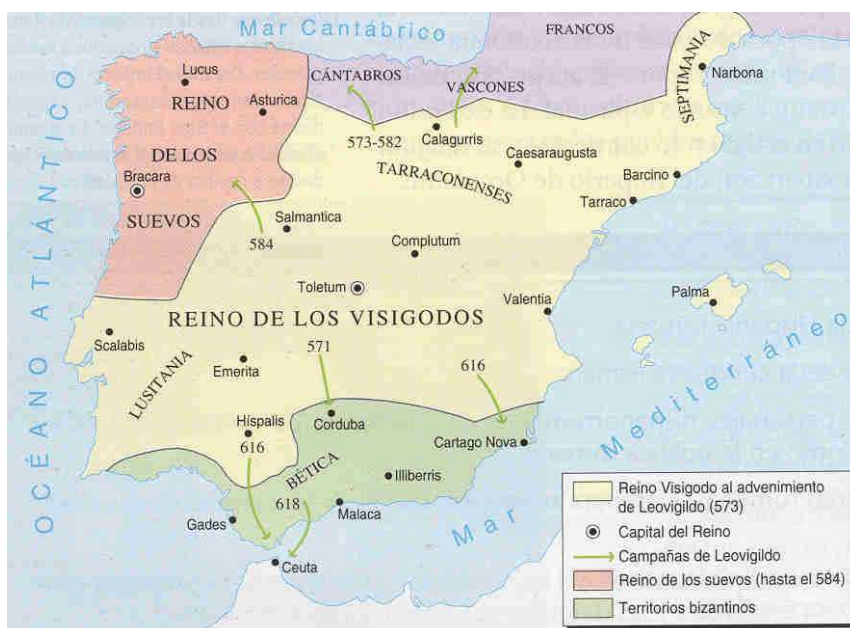 Mar Cantábrico
FRANCOS
SEPTIMANIA
Lucus
CÁNTABROS
VASCONES
Narbona
REINO
Asturica
573-582
Calagurris
DE LOS
Caesaraugusta
TARRACONENSES
Bracara
Barcino
SUEVOS
Tarraco
Salmantica
584
Complutum
Toletum
Palma
Valentia
REINO DE LOS VISIGODOS
Scalabis
571
616
LUSITANIA
Emerita
Híspalis
Corduba
616
Cartago Nova
BÉTICA
Illiberris
618
Malaca
Gades
Ceuta
OCÉANO ATLÁNTICO
Mar Mediterráneo
Reino Visigodo al advenimiento
de Leovigildo (573)
Capital del Reino
Campañas de Leovigildo
Reino de los suevos (hasta el 584)
Territorios bizantinos